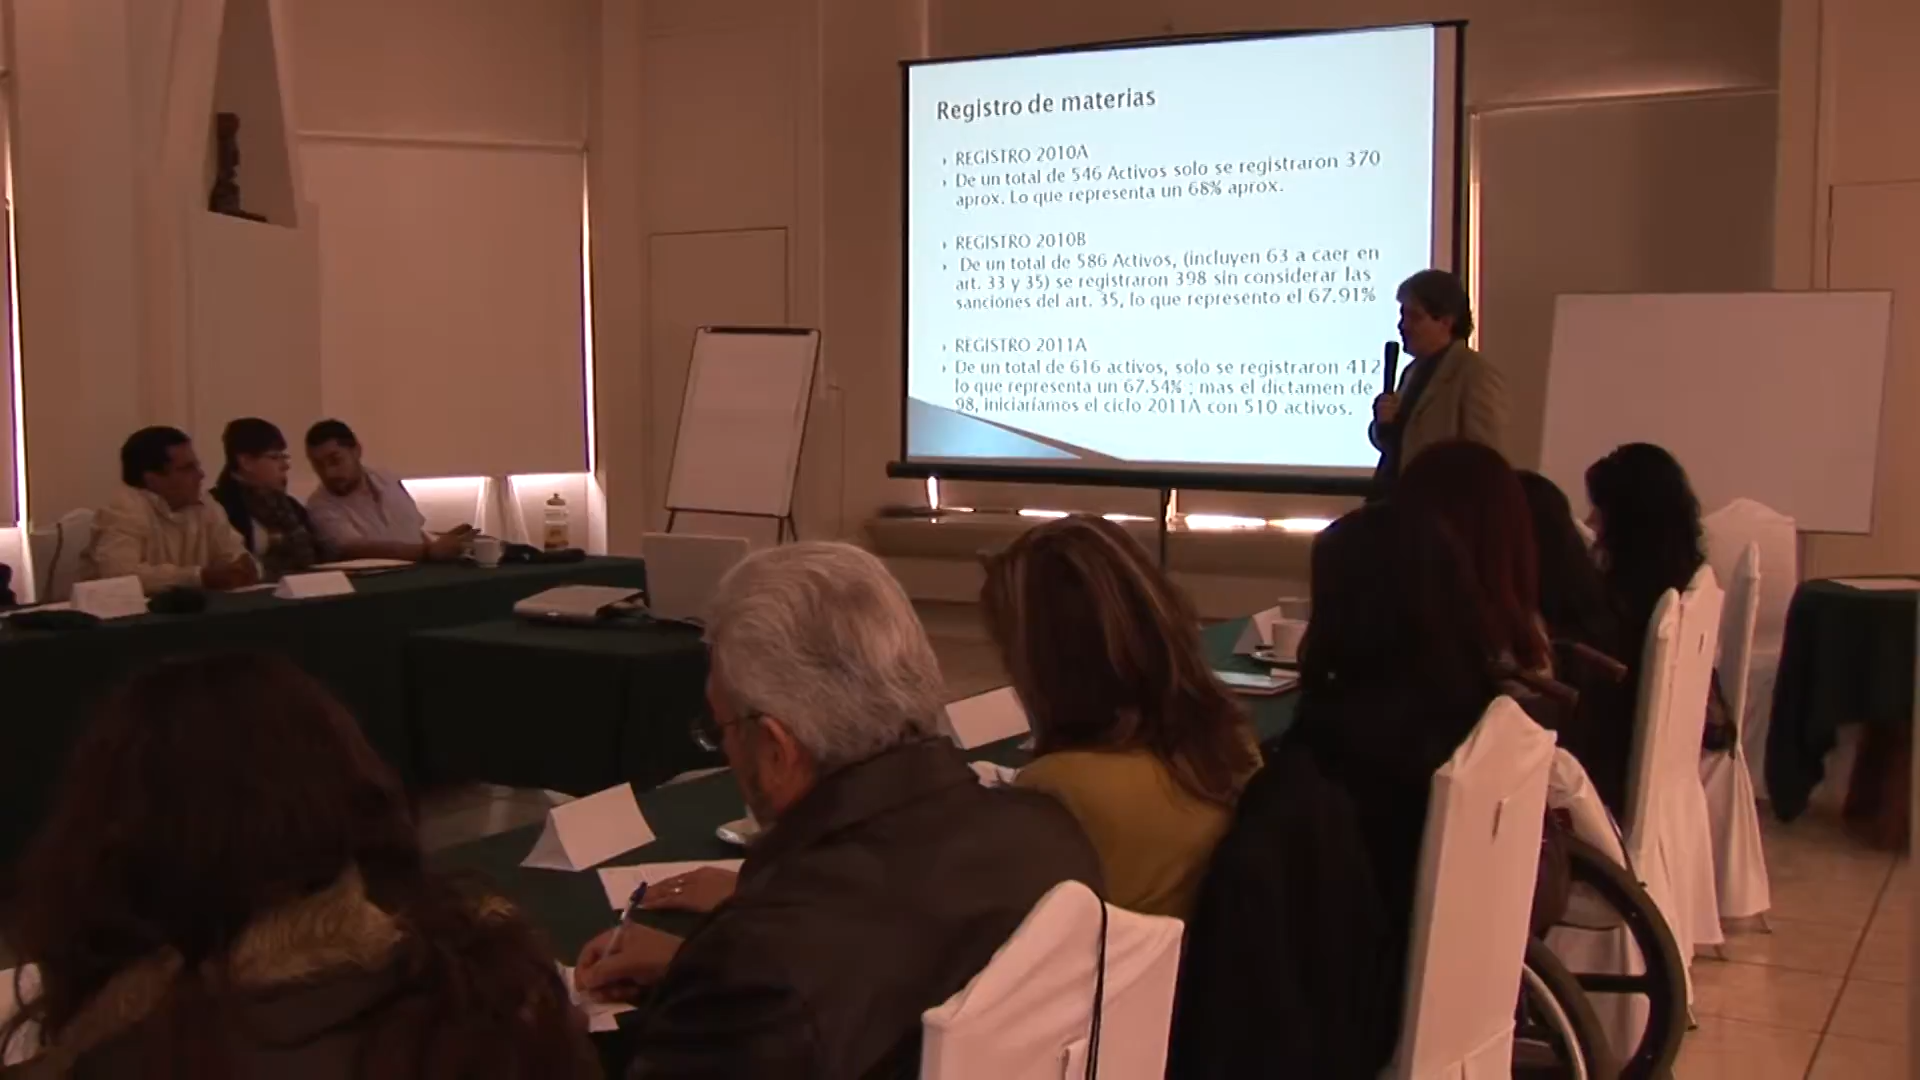 Registro de materias
REGISTRO 2010A
De un total de 546 Activos solo se registraron 370
aprox. Lo que representa un 68% aprox.
REGISTRO 2010B
De un total de 586 Activos, (incluyen 63 a caer en
art. 33 y 35) se registraron 398 sin considerar las
sanciones del art. 35, lo que represento el 67.91%
REGISTRO 2011A
De un total de 616 activos, solo se registraron 412
lo que representa un 67.54% ; mas el dictamen de
98, iniciaríamos el ciclo 2011A con 510 activos.